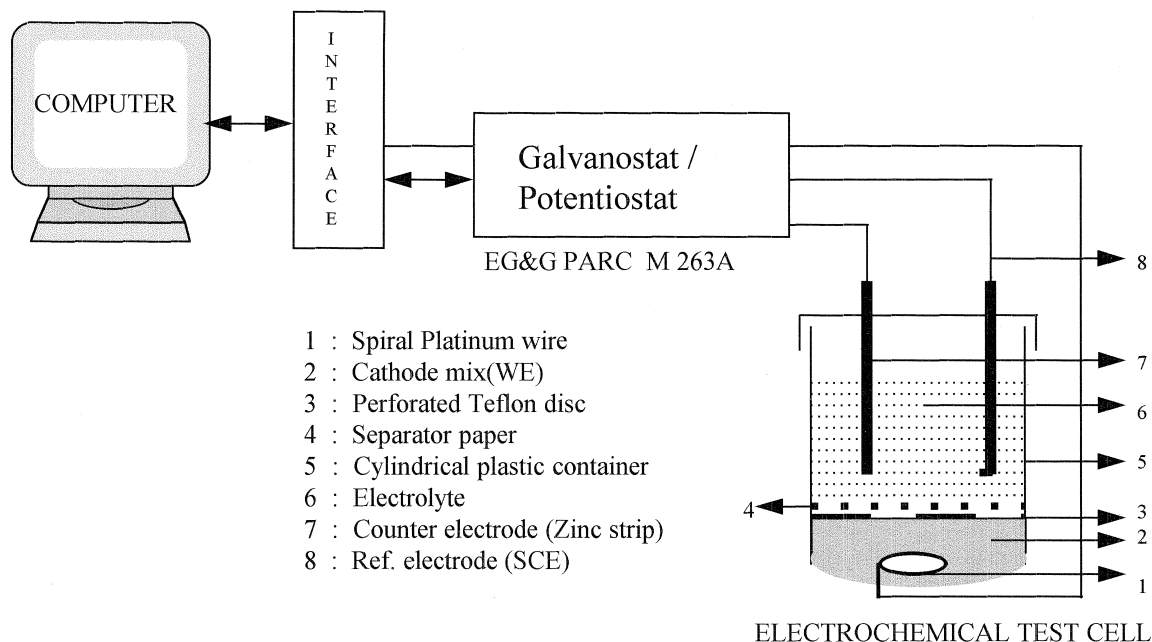 COMPUTER
INTERFACE
Galvanostat /
Potentiostat
EG&G PARC M 263A
1 : Spiral Platinum wire
2 : Cathode mix(WE)
3 : Perforated Teflon disc
4 : Separator paper
5 : Cylindrical plastic container
6 : Electrolyte
7 : Counter electrode (Zinc strip)
8 : Ref. electrode (SCE)
8
7
6
5
4
3
2
1
ELECTROCHEMICAL TEST CELL